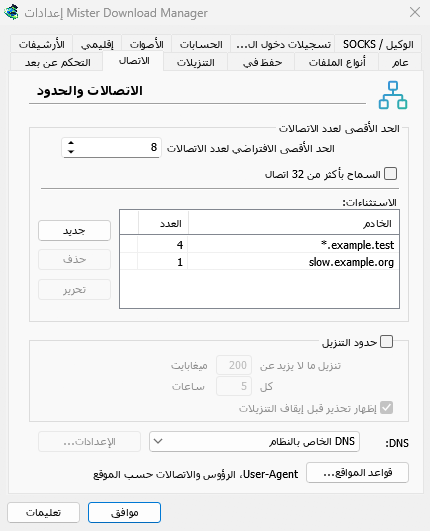 إعدادات Mister Download Manager
الوكيل / SOCKS
تسجيلات دخول ال...
الحسابات
الأصوات
إقليمي
الأرشيفات
عام
أنواع الملفات
حفظ في
التنزيلات
الاتصال
التحكم عن بعد
الاتصالات والحدود
الحد الأقصى لعدد الاتصالات
الحد الأقصى الافتراضي لعدد الاتصالات 8
السماح بأكثر من 32 اتصال
الاستثناءات:
الخادم العدد
*.example.test 4
slow.example.org 1
جديد
حذف
تحرير
حدود التنزيل
تنزيل ما لا يزيد عن 200 ميغابايت
كل 5 ساعات
إظهار تحذير قبل إيقاف التنزيلات
DNS: DNS الخاص بالنظام الإعدادات...
قواعد المواقع... User-Agent، الرؤوس والاتصالات حسب الموقع
موافق
تعليمات